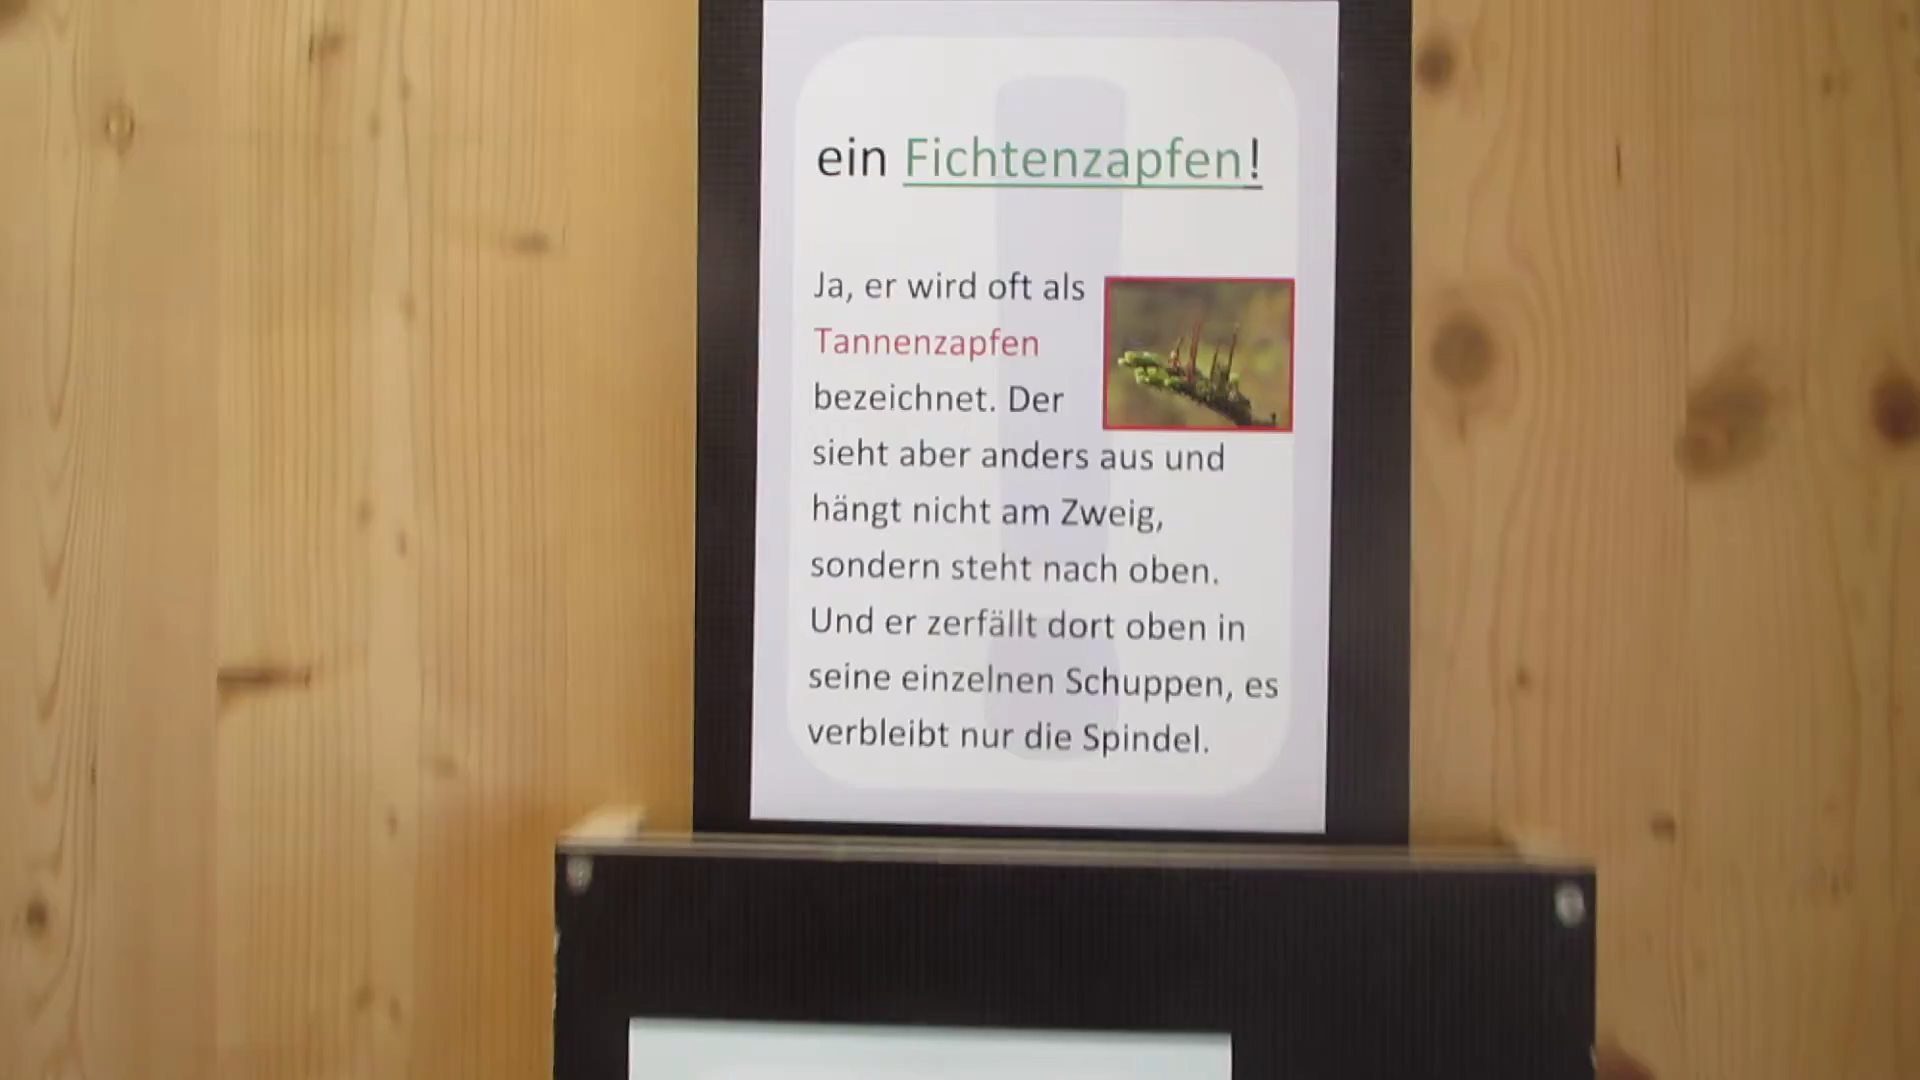 ein Fichtenzapfen!
Ja, er wird oft als
Tannenzapfen
bezeichnet. Der
sieht aber anders aus und
hängt nicht am Zweig,
sondern steht nach oben.
Und er zerfällt dort oben in
seine einzelnen Schuppen, es
verbleibt nur die Spindel.